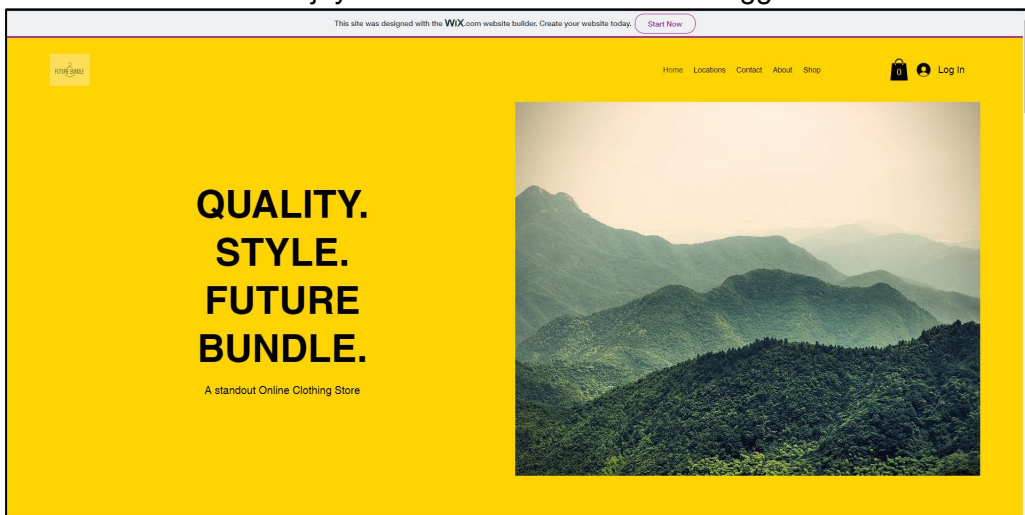 This site was designed with the WiX.com website builder. Create your website today. Start Now
FUTURE BUNDLE
Home Locations Contact About Shop
0
Log In
QUALITY.
STYLE.
FUTURE
BUNDLE.
A standout Online Clothing Store